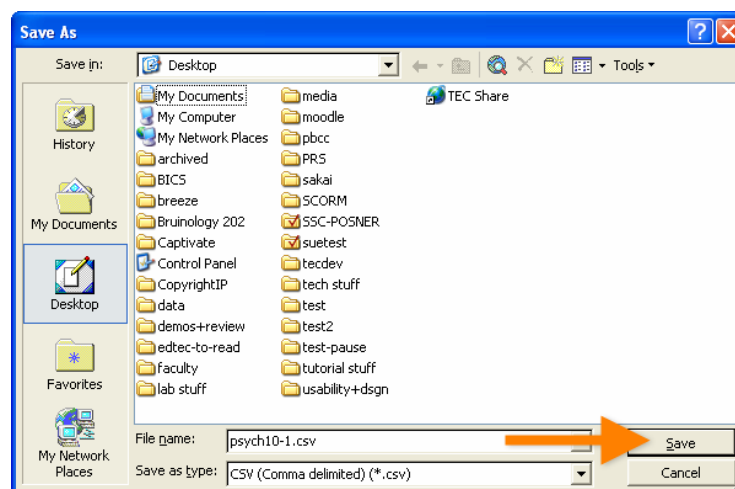 Save As
Save in: Desktop Tools
My Documents media TEC Share
My Computer moodle
My Network Places pbcc
archived PRS
BICS sakai
breeze SCORM
Bruinology 202 SSC-POSNER
Captivate suetest
Control Panel tecdev
CopyrightIP tech stuff
data test
demos+review test2
edtec-to-read test-pause
faculty tutorial stuff
lab stuff usability+dsgn
History
My Documents
Desktop
Favorites
My Network
Places
File name: psych10-1.csv Save
Save as type: CSV (Comma delimited) (*.csv) Cancel